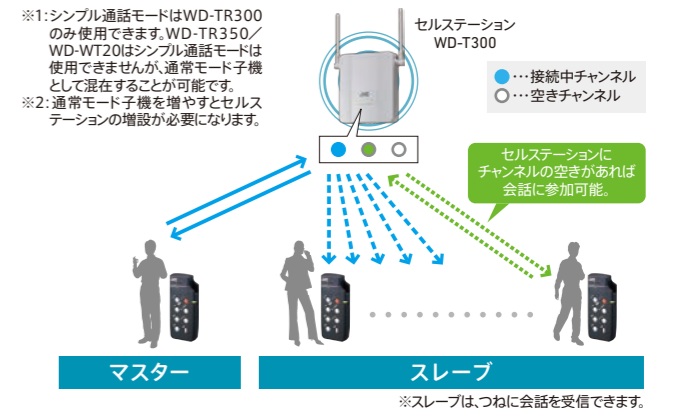 ※1:シンプル通話モードはWD-TR300
のみ使用できます。WD-TR350／
WD-WT20はシンプル通話モードは
使用できませんが、通常モード子機
として混在することが可能です。
※2:通常モード子機を増やすとセルス
テーションの増設が必要になります。
セルステーション
WD-T300
●…接続中チャンネル
○…空きチャンネル
セルステーションに
チャンネルの空きがあれば
会話に参加可能。
マスター
スレーブ
※スレーブは、つねに会話を受信できます。